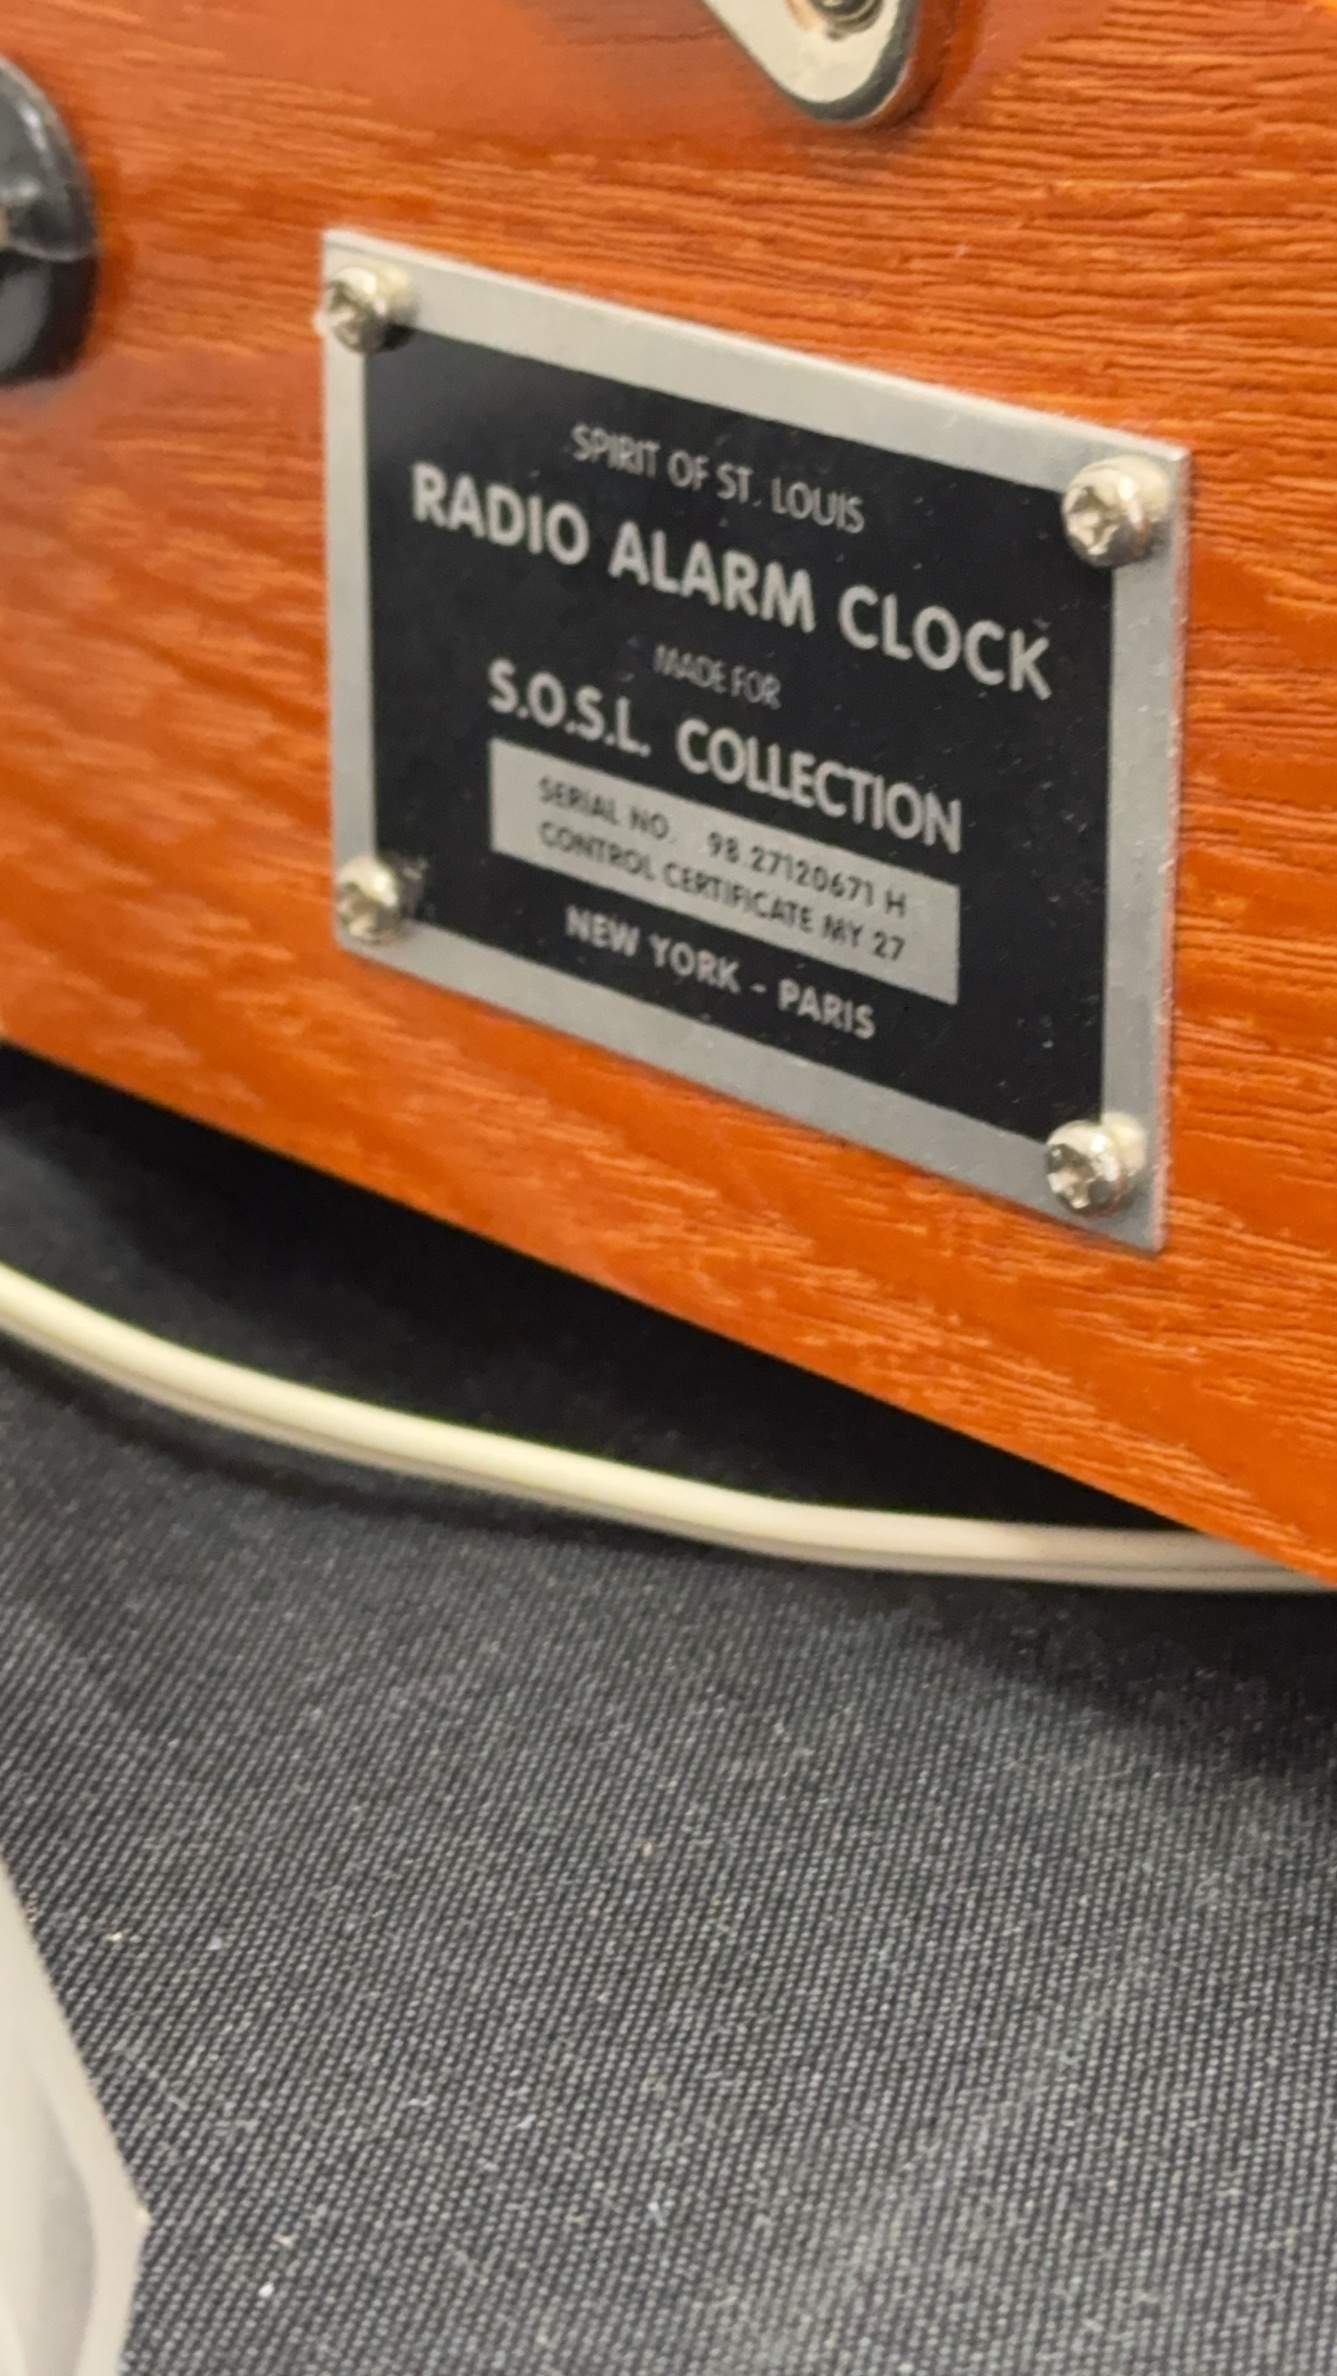 SPIRIT OF ST. LOUIS
RADIO ALARM CLOCK
MADE FOR
S.O.S.L. COLLECTION
SERIAL NO. 98 27120671 H
CONTROL CERTIFICATE MY 27
NEW YORK - PARIS